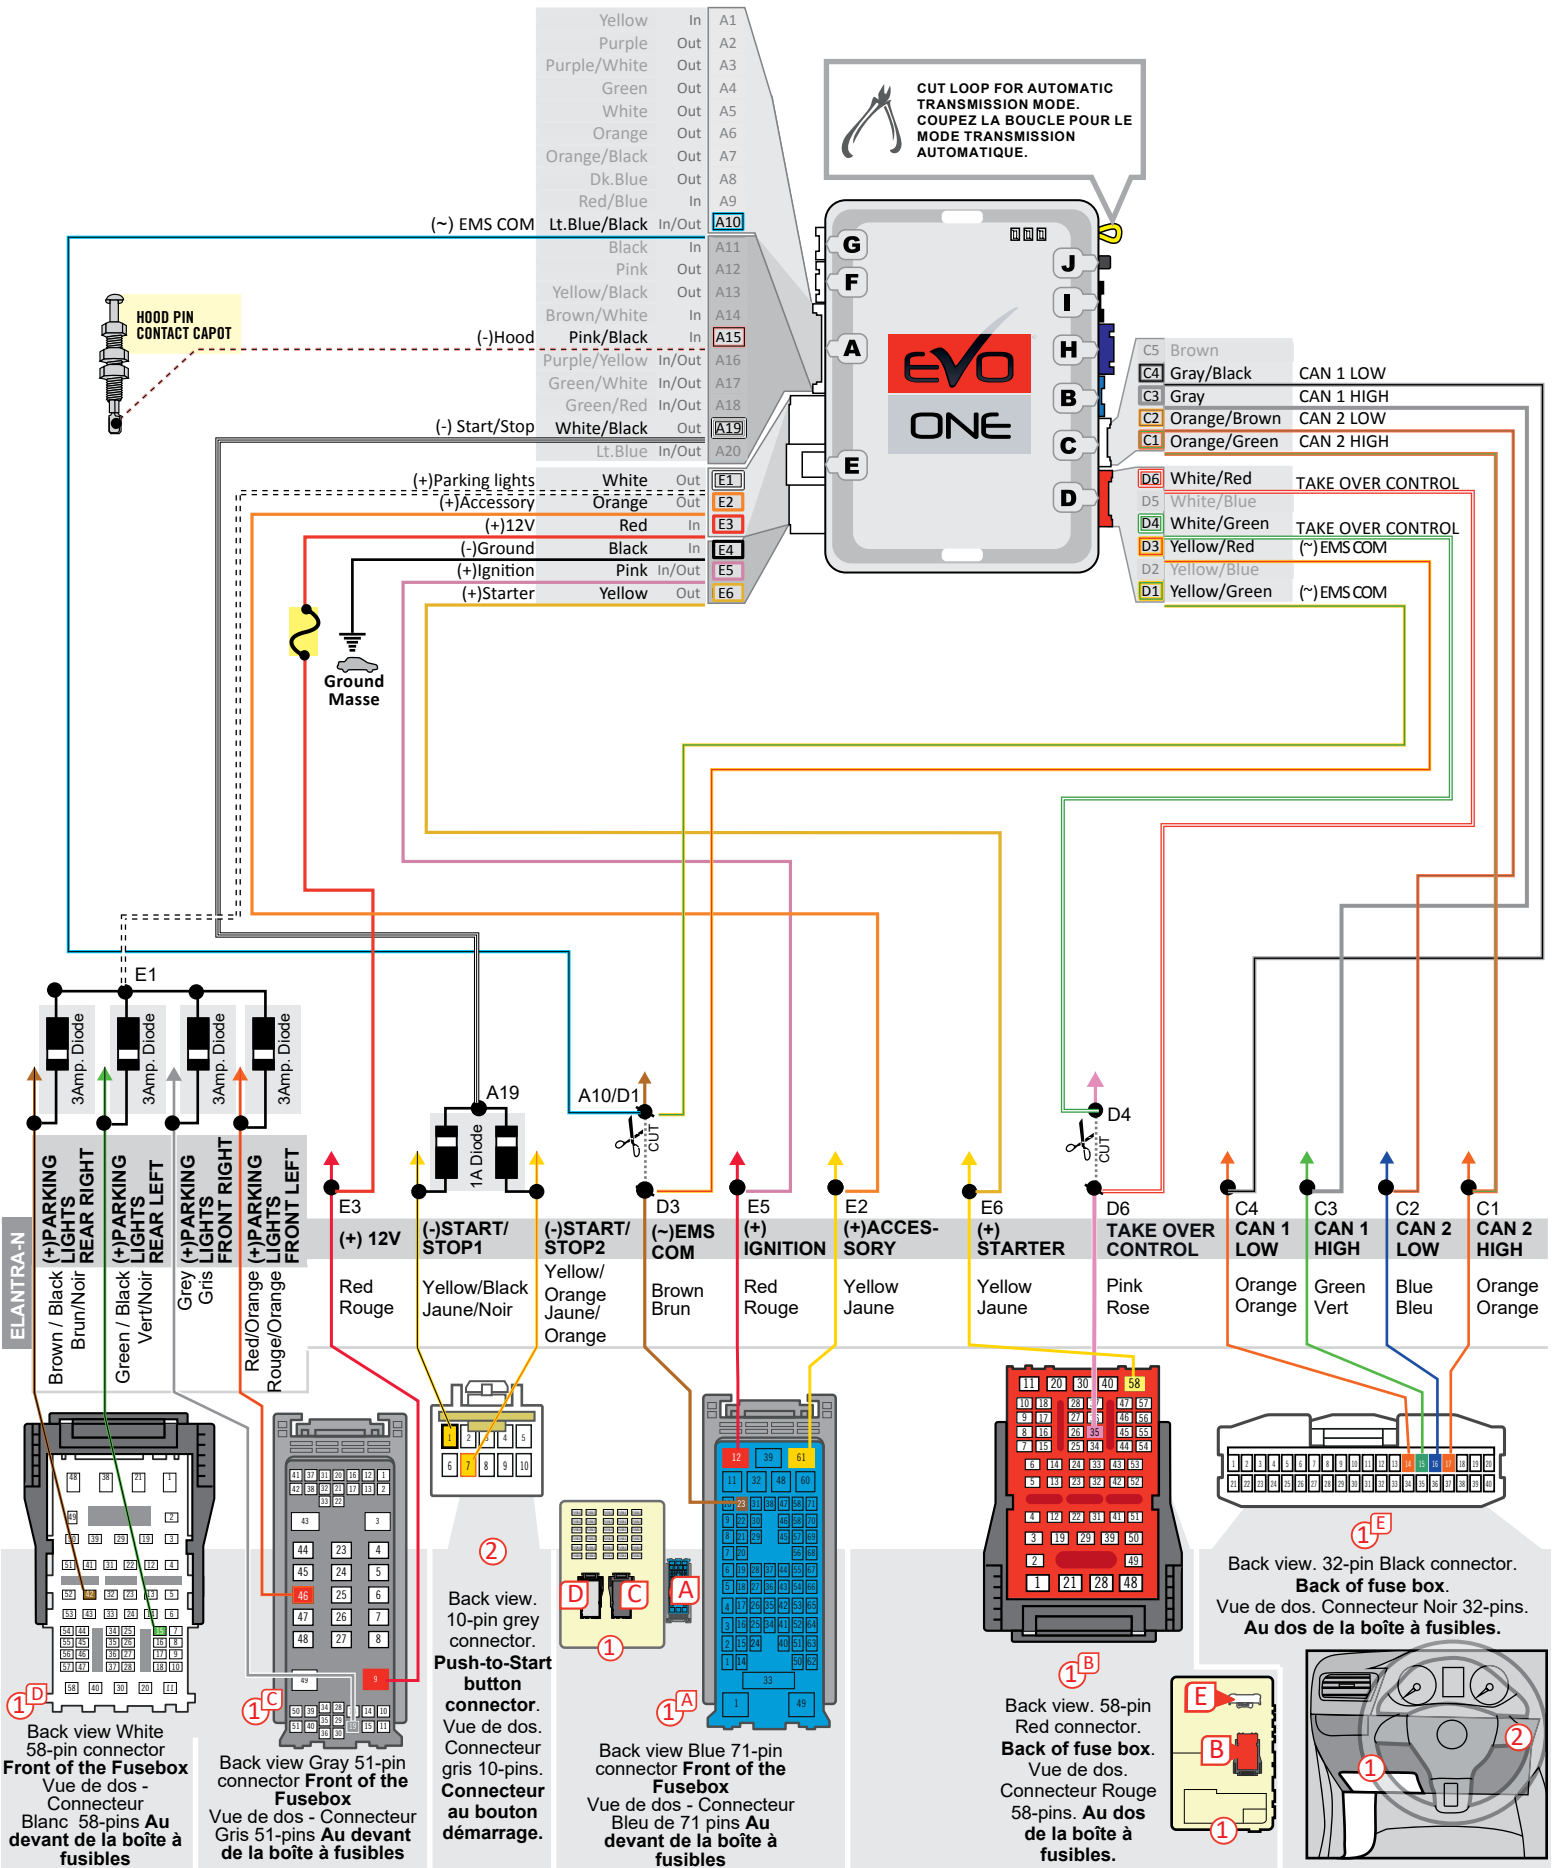 Yellow In A1
Purple Out A2
Purple/White Out A3
Green Out A4
White Out A5
Orange Out A6
Orange/Black Out A7
Dk.Blue Out A8
Red/Blue In A9
(~) EMS COM Lt.Blue/Black In/Out A10
Black In A11
Pink Out A12
Yellow/Black Out A13
Brown/White In A14
(-)Hood Pink/Black In A15
Purple/Yellow In/Out A16
Green/White In/Out A17
Green/Red In/Out A18
(-) Start/Stop White/Black Out A19
Lt.Blue In/Out A20
(+)Parking lights White Out E1
(+)Accessory Orange Out E2
(+)12V Red In E3
(-)Ground Black In E4
(+)Ignition Pink In/Out E5
(+)Starter Yellow Out E6
HOOD PIN
CONTACT CAPOT
Ground
Masse
CUT LOOP FOR AUTOMATIC
TRANSMISSION MODE.
COUPEZ LA BOUCLE POUR LE
MODE TRANSMISSION
AUTOMATIQUE.
G
F
A
E
J
I
H
B
C
D
EVO
ONE
C5 Brown
C4 Gray/Black CAN 1 LOW
C3 Gray CAN 1 HIGH
C2 Orange/Brown CAN 2 LOW
C1 Orange/Green CAN 2 HIGH
D6 White/Red TAKE OVER CONTROL
D5 White/Blue
D4 White/Green TAKE OVER CONTROL
D3 Yellow/Red (~) EMS COM
D2 Yellow/Blue
D1 Yellow/Green (~) EMS COM
E1
3Amp. Diode
3Amp. Diode
3Amp. Diode
3Amp. Diode
A19
1A Diode
A10/D1
CUT
D3
D4
CUT
D6
E3
E5
E2
E6
C4
C3
C2
C1
ELANTRA-N
(+)PARKING
LIGHTS
REAR RIGHT
(+)PARKING
LIGHTS
REAR LEFT
(+)PARKING
LIGHTS
FRONT RIGHT
(+)PARKING
LIGHTS
FRONT LEFT
(+) 12V
(-)START/
STOP1
(-)START/
STOP2
(~)EMS
COM
(+)
IGNITION
(+)ACCES-
SORY
(+)
STARTER
TAKE OVER
CONTROL
CAN 1
LOW
CAN 1
HIGH
CAN 2
LOW
CAN 2
HIGH
Brown / Black
Brun/Noir
Green / Black
Vert/Noir
Grey
Gris
Red/Orange
Rouge/Orange
Red
Rouge
Yellow/Black
Jaune/Noir
Yellow/
Orange
Jaune/
Orange
Brown
Brun
Red
Rouge
Yellow
Jaune
Yellow
Jaune
Pink
Rose
Orange
Orange
Green
Vert
Blue
Bleu
Orange
Orange
1 D
Back view White
58-pin connector
Front of the Fusebox
Vue de dos -
Connecteur
Blanc 58-pins Au
devant de la boîte à
fusibles
1 C
Back view Gray 51-pin
connector Front of the
Fusebox
Vue de dos - Connecteur
Gris 51-pins Au devant
de la boîte à fusibles
2
Back view.
10-pin grey
connector.
Push-to-Start
button
connector.
Vue de dos.
Connecteur
gris 10-pins.
Connecteur
au bouton
démarrage.
D C A
1
1 A
Back view Blue 71-pin
connector Front of the
Fusebox
Vue de dos - Connecteur
Bleu de 71 pins Au
devant de la boîte à
fusibles
1 B
Back view. 58-pin
Red connector.
Back of fuse box.
Vue de dos.
Connecteur Rouge
58-pins. Au dos
de la boîte à
fusibles.
E
B
1
1 E
Back view. 32-pin Black connector.
Back of fuse box.
Vue de dos. Connecteur Noir 32-pins.
Au dos de la boîte à fusibles.
1
2